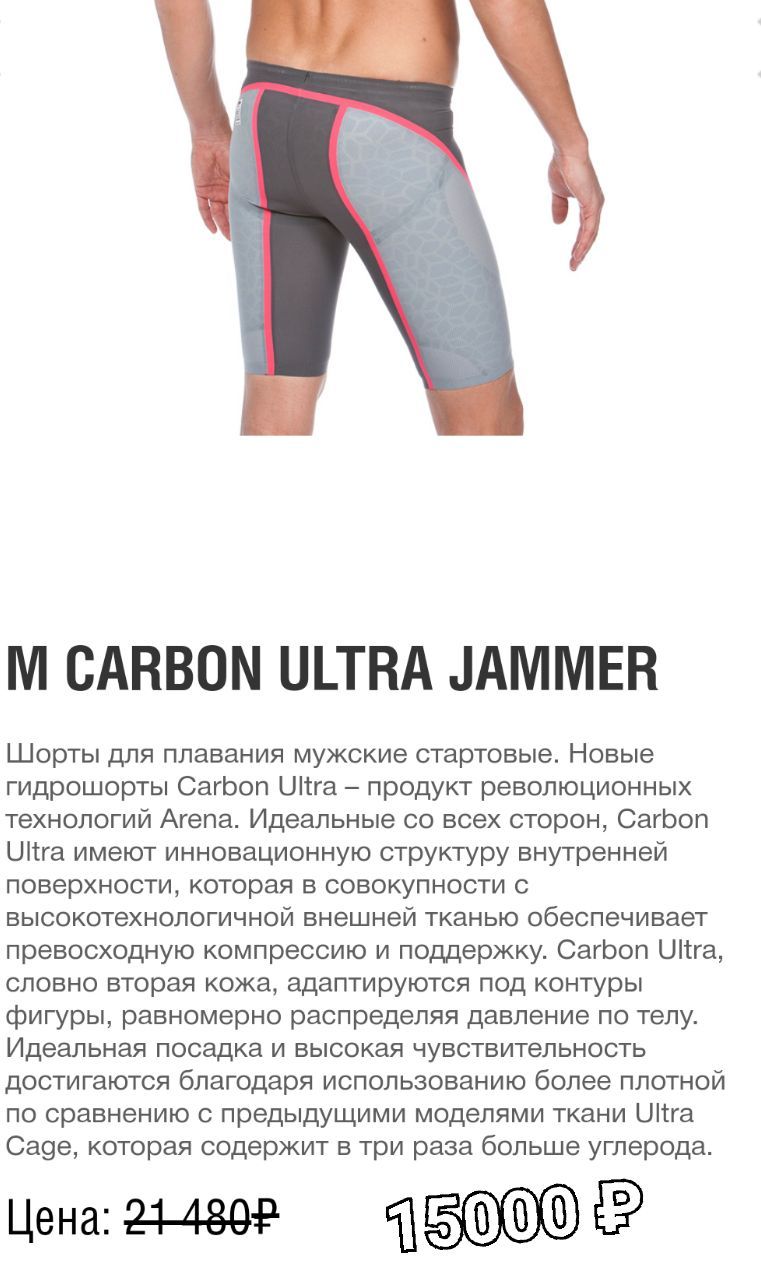 M CARBON ULTRA JAMMER
Шорты для плавания мужские стартовые. Новые
гидрошорты Carbon Ultra – продукт революционных
технологий Arena. Идеальные со всех сторон, Carbon
Ultra имеют инновационную структуру внутренней
поверхности, которая в совокупности с
высокотехнологичной внешней тканью обеспечивает
превосходную компрессию и поддержку. Carbon Ultra,
словно вторая кожа, адаптируются под контуры
фигуры, равномерно распределяя давление по телу.
Идеальная посадка и высокая чувствительность
достигаются благодаря использованию более плотной
по сравнению с предыдущими моделями ткани Ultra
Cage, которая содержит в три раза больше углерода.
Цена: 21 480₽ 15000 ₽